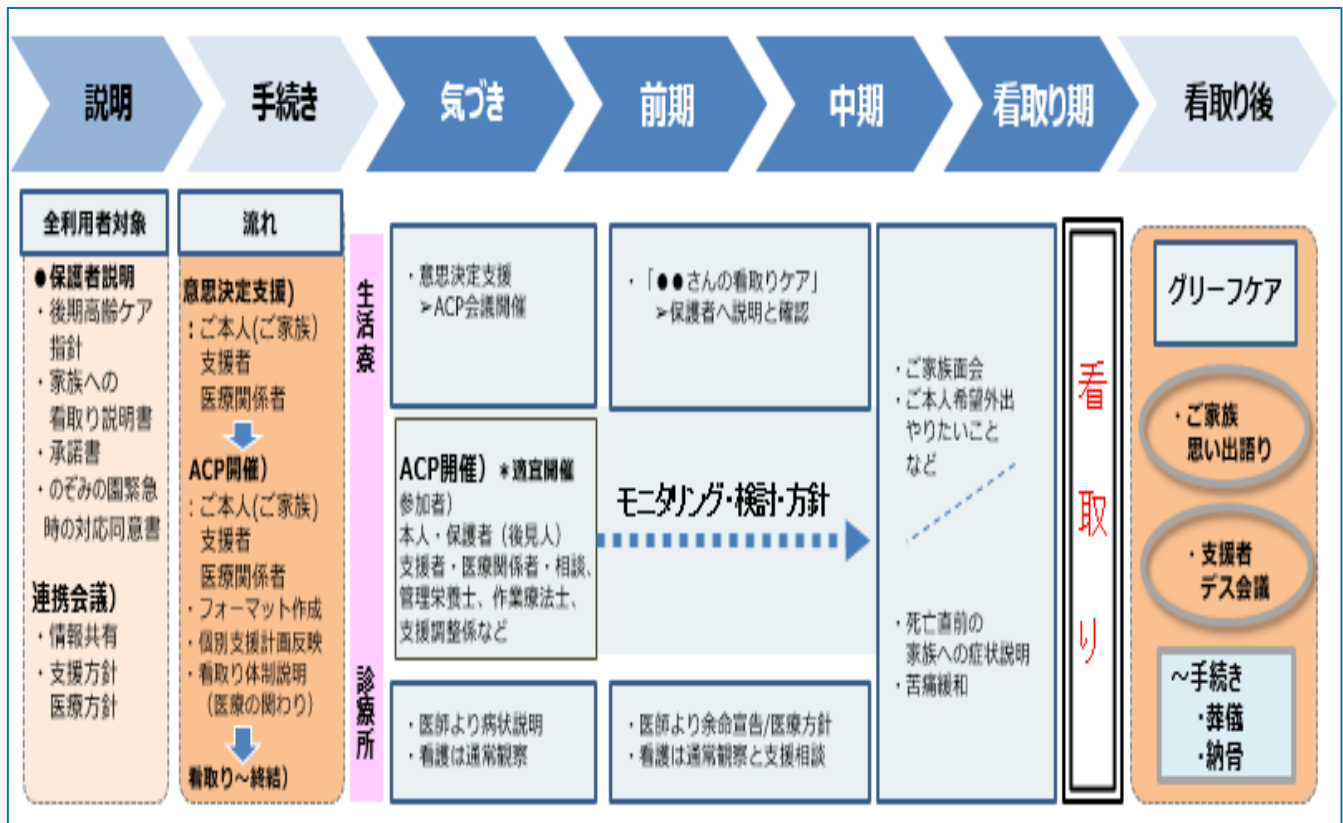 説明
手続き
気づき
前期
中期
看取り期
看取り後
全利用者対象
●保護者説明
・後期高齢ケア
指針
・家族への
看取り説明書
・承諾書
・のぞみの園緊急
時の対応同意書
連携会議)
・情報共有
・支援方針
医療方針
流れ
意思決定支援)
：ご本人(ご家族)
支援者
医療関係者
ACP開催)
：ご本人(ご家族)
支援者
医療関係者
・フォーマット作成
・個別支援計画反映
・看取り体制説明
（医療の関わり）
看取り～終結)
生活寮
診療所
・意思決定支援
➢ACP会議開催
ACP開催）＊適宜開催
参加者）
本人・保護者（後見人）
支援者・医療関係者・相談、
管理栄養士、作業療法士、
支援調整係など
・医師より病状説明
・看護は通常観察
・「●●さんの看取りケア」
➢保護者へ説明と確認
モニタリング・検討・方針
・医師より余命宣告/医療方針
・看護は通常観察と支援相談
・ご家族面会
・ご本人希望外出
やりたいこと
など
・死亡直前の
家族への症状説明
・苦痛緩和
看取り
グリーフケア
・ご家族
思い出語り
・支援者
デス会議
～手続き
・葬儀
・納骨